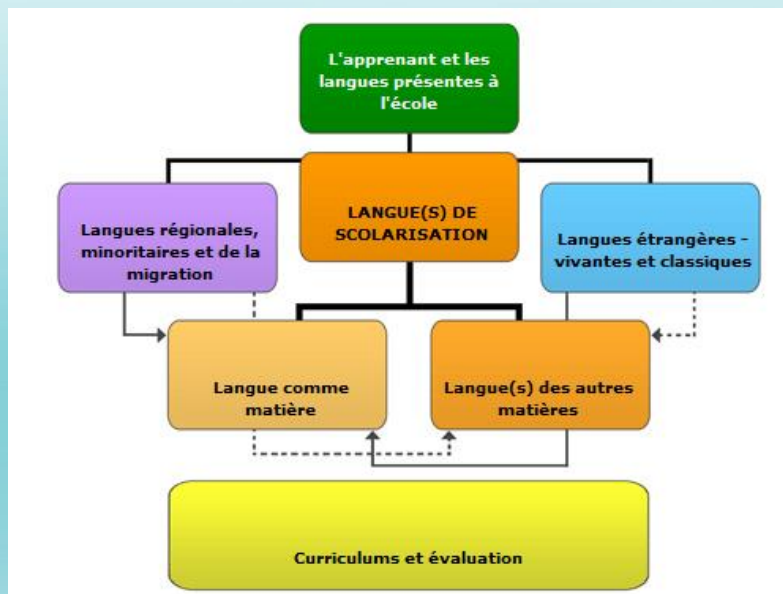 L'apprenant et les
langues présentes à
l'école
LANGUE(S) DE
SCOLARISATION
Langues régionales,
minoritaires et de la
migration
Langues étrangères -
vivantes et classiques
Langue comme
matière
Langue(s) des autres
matières
Curriculums et évaluation